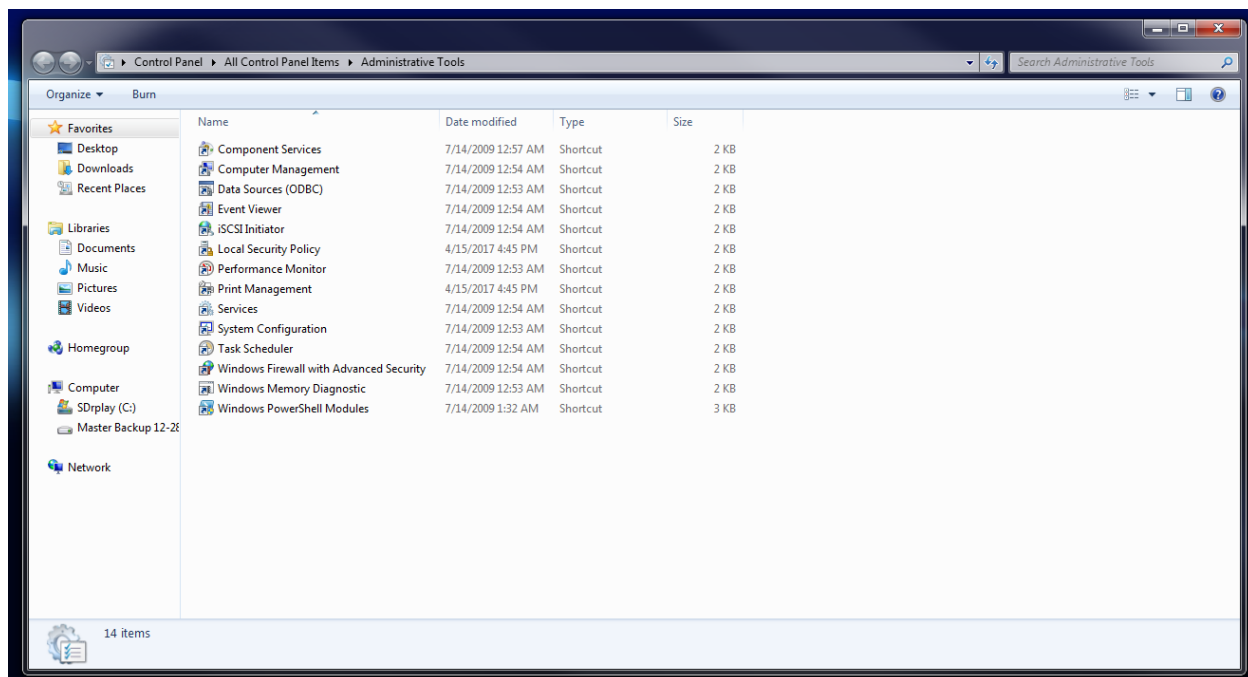 Control Panel ▸ All Control Panel Items ▸ Administrative Tools
Search Administrative Tools
Organize Burn
Name Date modified Type Size
Favorites
Desktop
Downloads
Recent Places
Libraries
Documents
Music
Pictures
Videos
Homegroup
Computer
SDrplay (C:)
Master Backup 12-28
Network
Component Services 7/14/2009 12:57 AM Shortcut 2 KB
Computer Management 7/14/2009 12:54 AM Shortcut 2 KB
Data Sources (ODBC) 7/14/2009 12:53 AM Shortcut 2 KB
Event Viewer 7/14/2009 12:54 AM Shortcut 2 KB
iSCSI Initiator 7/14/2009 12:54 AM Shortcut 2 KB
Local Security Policy 4/15/2017 4:45 PM Shortcut 2 KB
Performance Monitor 7/14/2009 12:53 AM Shortcut 2 KB
Print Management 4/15/2017 4:45 PM Shortcut 2 KB
Services 7/14/2009 12:54 AM Shortcut 2 KB
System Configuration 7/14/2009 12:53 AM Shortcut 2 KB
Task Scheduler 7/14/2009 12:54 AM Shortcut 2 KB
Windows Firewall with Advanced Security 7/14/2009 12:54 AM Shortcut 2 KB
Windows Memory Diagnostic 7/14/2009 12:53 AM Shortcut 2 KB
Windows PowerShell Modules 7/14/2009 1:32 AM Shortcut 3 KB
14 items